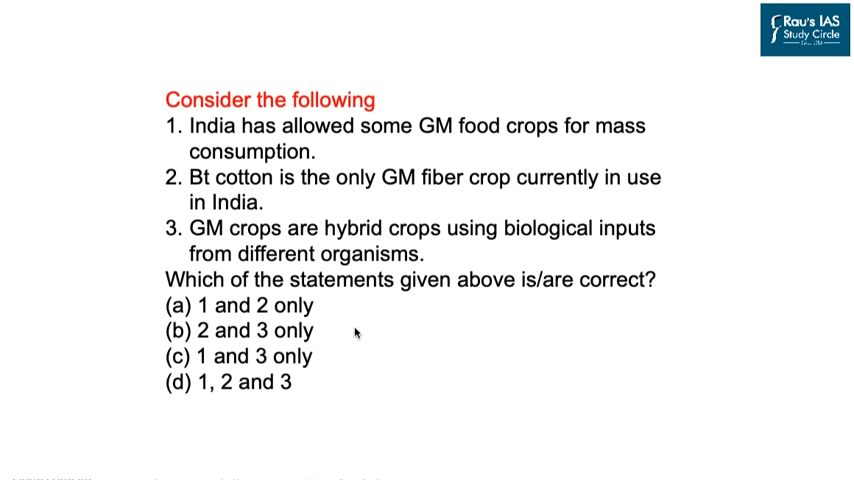 Rau's IAS
Study Circle
Consider the following
1. India has allowed some GM food crops for mass
consumption.
2. Bt cotton is the only GM fiber crop currently in use
in India.
3. GM crops are hybrid crops using biological inputs
from different organisms.
Which of the statements given above is/are correct?
(a) 1 and 2 only
(b) 2 and 3 only
(c) 1 and 3 only
(d) 1, 2 and 3